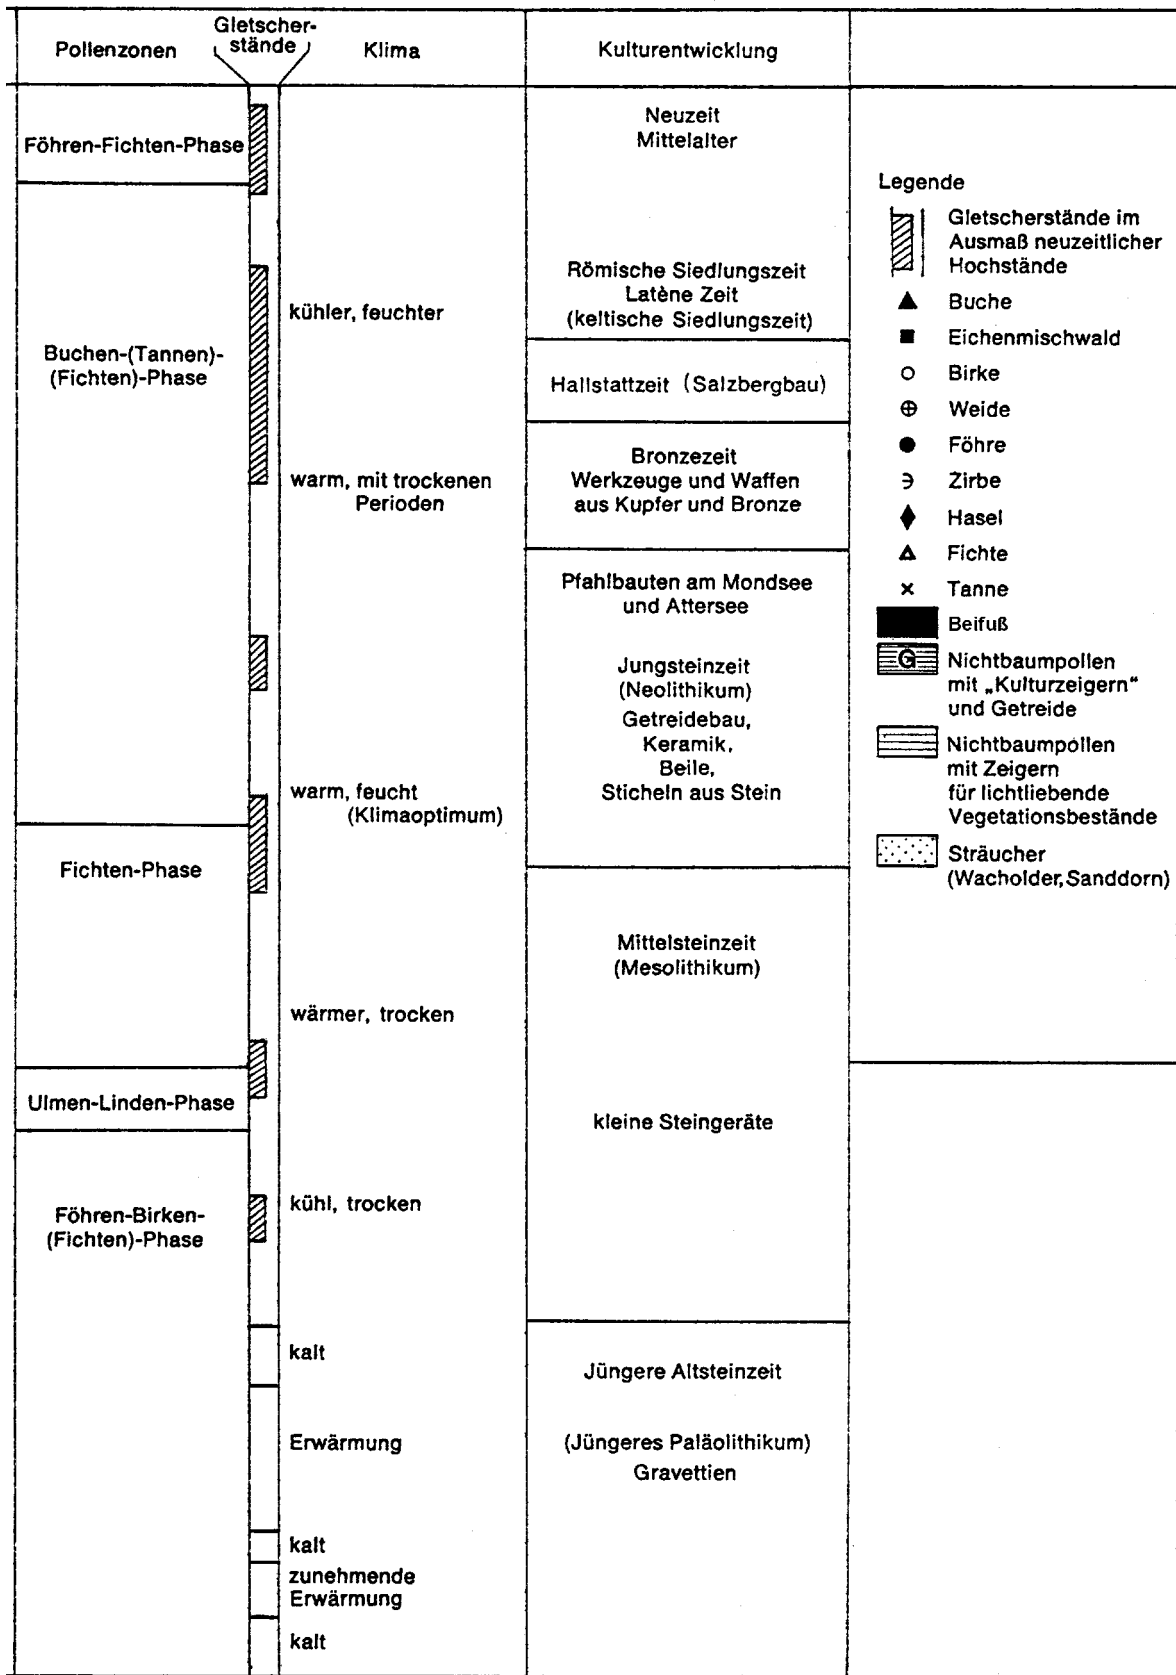 Pollenzonen
Gletscher-
stände
Klima
Kulturentwicklung
Föhren-Fichten-Phase
Buchen-(Tannen)-
(Fichten)-Phase
Fichten-Phase
Ulmen-Linden-Phase
Föhren-Birken-
(Fichten)-Phase
kühler, feuchter
warm, mit trockenen
Perioden
warm, feucht
(Klimaoptimum)
wärmer, trocken
kühl, trocken
kalt
Erwärmung
kalt
zunehmende
Erwärmung
kalt
Neuzeit
Mittelalter
Römische Siedlungszeit
Latène Zeit
(keltische Siedlungszeit)
Hallstattzeit (Salzbergbau)
Bronzezeit
Werkzeuge und Waffen
aus Kupfer und Bronze
Pfahlbauten am Mondsee
und Attersee
Jungsteinzeit
(Neolithikum)
Getreidebau,
Keramik,
Beile,
Sticheln aus Stein
Mittelsteinzeit
(Mesolithikum)
kleine Steingeräte
Jüngere Altsteinzeit
(Jüngeres Paläolithikum)
Gravettien
Legende
Gletscherstände im
Ausmaß neuzeitlicher
Hochstände
Buche
Eichenmischwald
Birke
Weide
Föhre
Zirbe
Hasel
Fichte
Tanne
Beifuß
G Nichtbaumpollen
mit „Kulturzeigern“
und Getreide
Nichtbaumpollen
mit Zeigern
für lichtliebende
Vegetationsbestände
Sträucher
(Wacholder, Sanddorn)